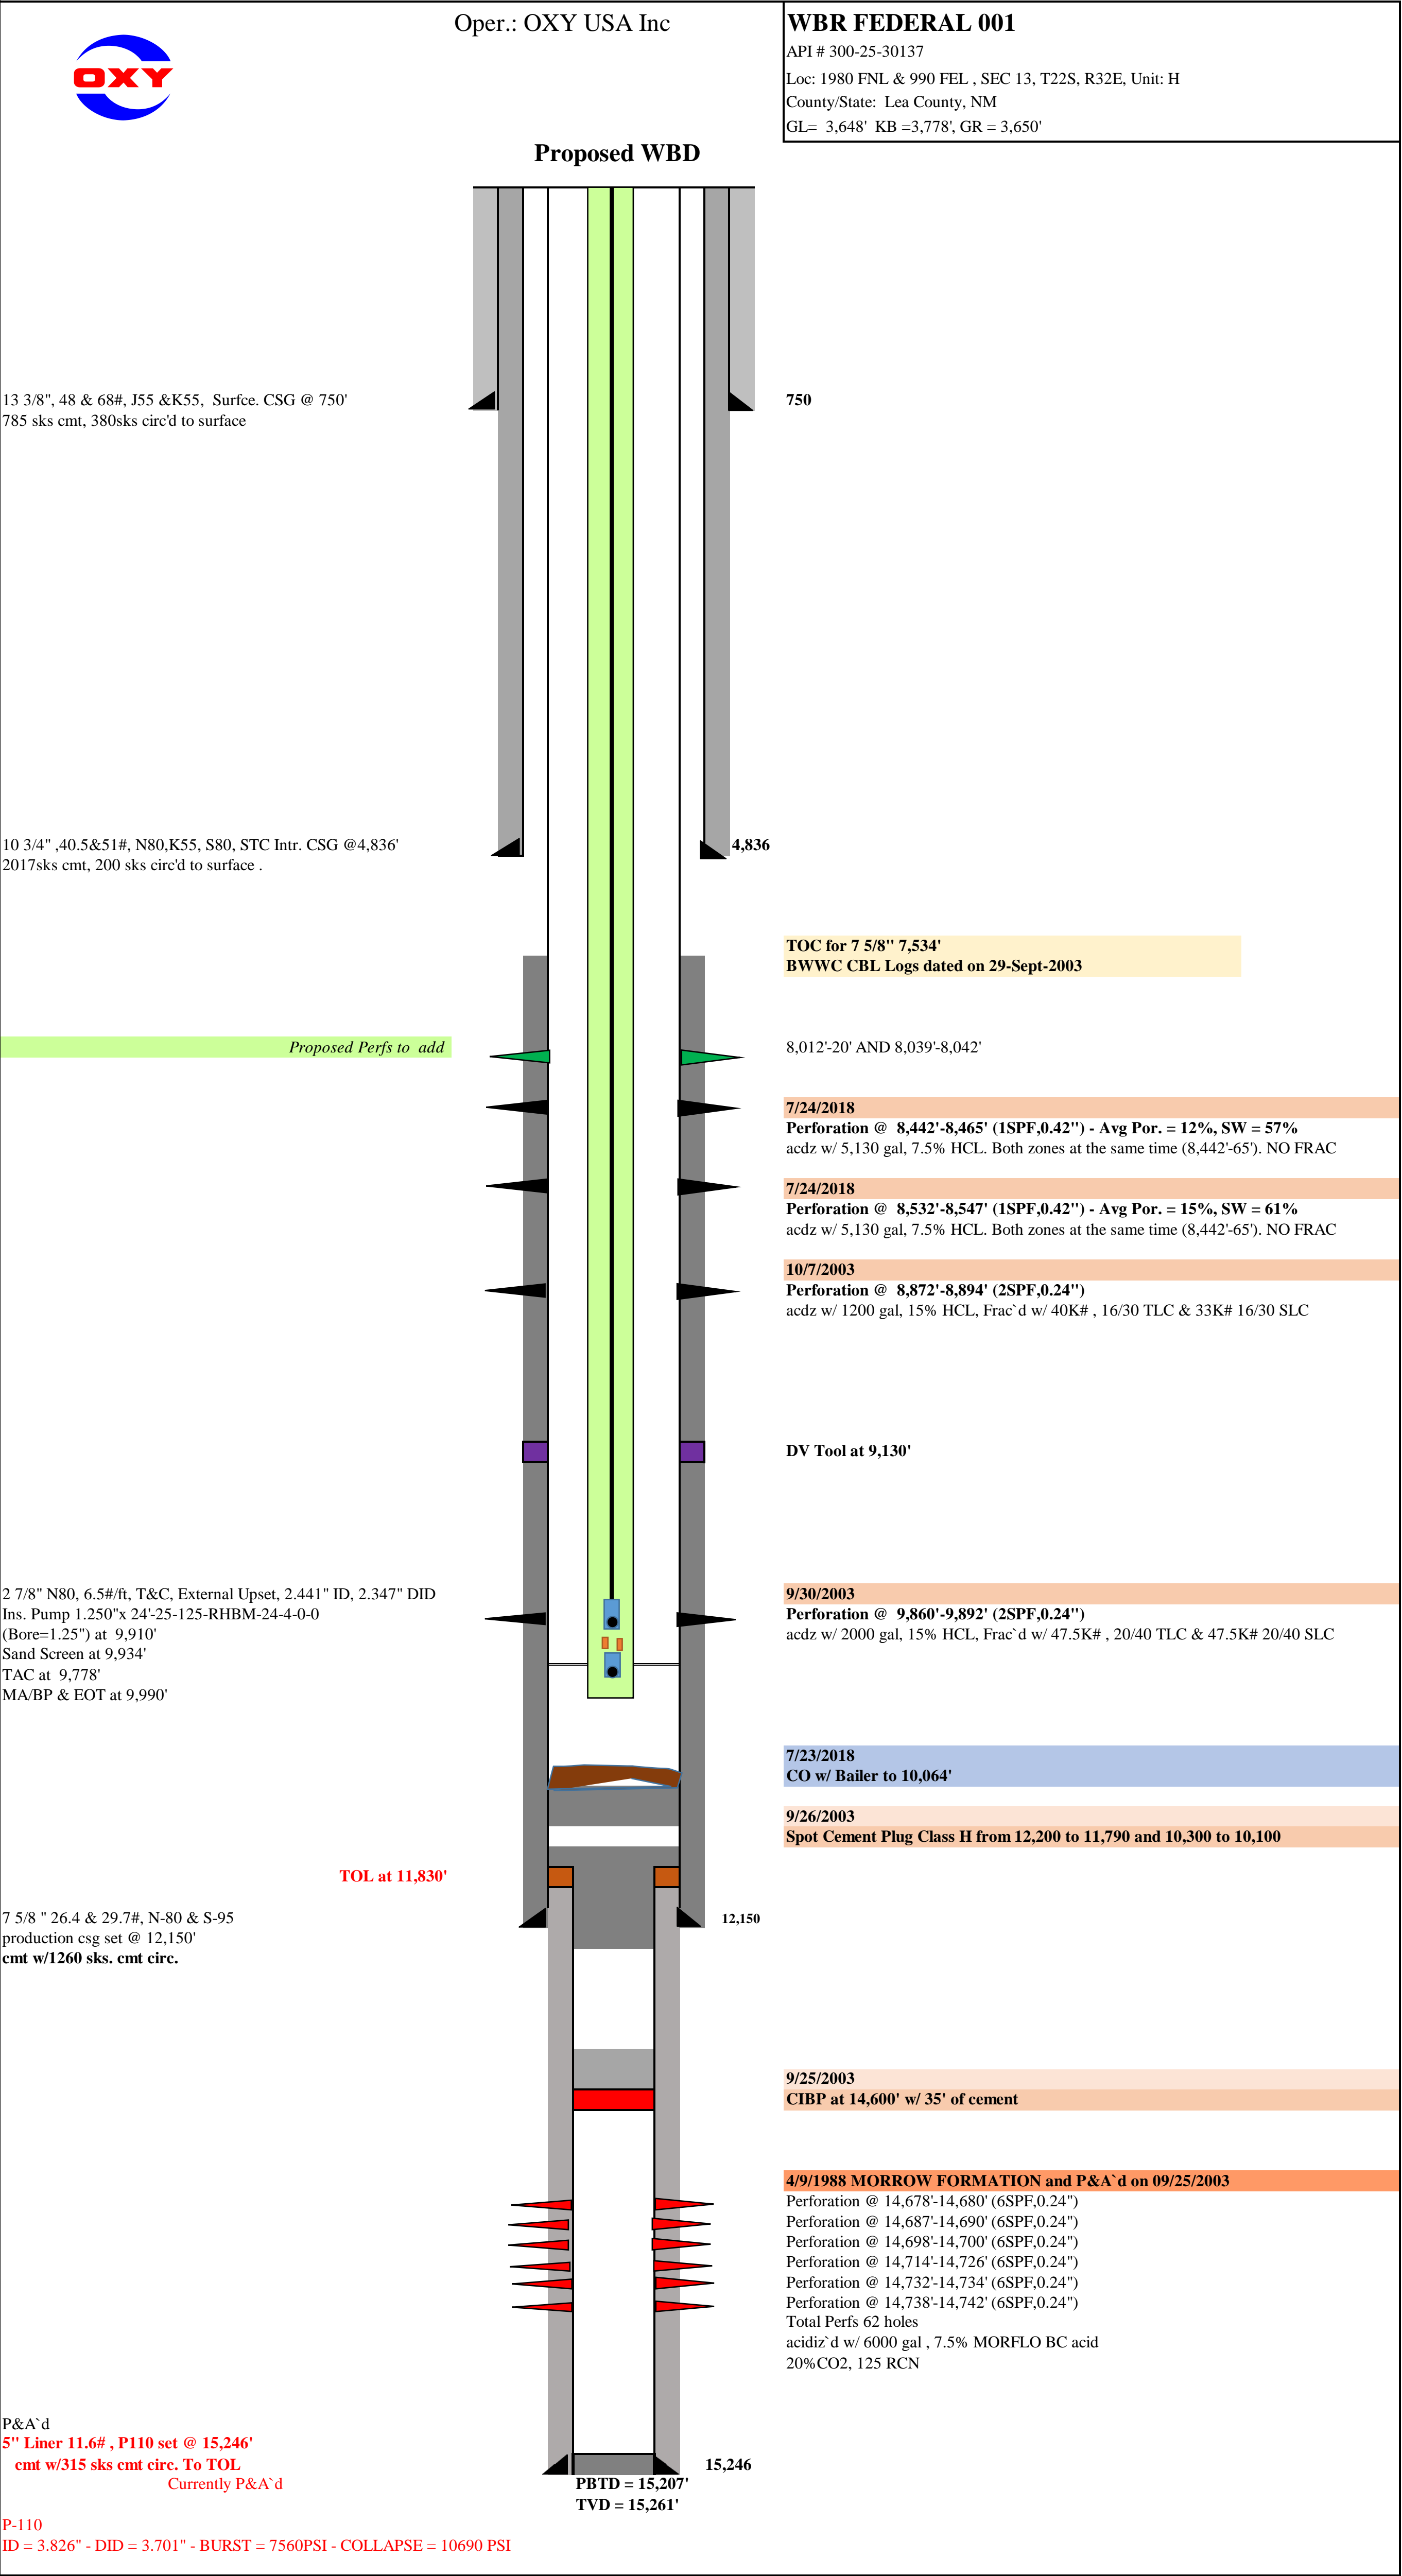 OXY
Oper.: OXY USA Inc
WBR FEDERAL 001
API # 300-25-30137
Loc: 1980 FNL & 990 FEL , SEC 13, T22S, R32E, Unit: H
County/State: Lea County, NM
GL= 3,648' KB =3,778', GR = 3,650'
Proposed WBD
13 3/8", 48 & 68#, J55 &K55, Surfce. CSG @ 750'
785 sks cmt, 380sks circ'd to surface
750
10 3/4" ,40.5&51#, N80,K55, S80, STC Intr. CSG @4,836'
2017sks cmt, 200 sks circ'd to surface .
4,836
TOC for 7 5/8" 7,534'
BWWC CBL Logs dated on 29-Sept-2003
Proposed Perfs to add
8,012'-20' AND 8,039'-8,042'
7/24/2018
Perforation @ 8,442'-8,465' (1SPF,0.42") - Avg Por. = 12%, SW = 57%
acdz w/ 5,130 gal, 7.5% HCL. Both zones at the same time (8,442'-65'). NO FRAC
7/24/2018
Perforation @ 8,532'-8,547' (1SPF,0.42") - Avg Por. = 15%, SW = 61%
acdz w/ 5,130 gal, 7.5% HCL. Both zones at the same time (8,442'-65'). NO FRAC
10/7/2003
Perforation @ 8,872'-8,894' (2SPF,0.24")
acdz w/ 1200 gal, 15% HCL, Frac`d w/ 40K# , 16/30 TLC & 33K# 16/30 SLC
DV Tool at 9,130'
2 7/8" N80, 6.5#/ft, T&C, External Upset, 2.441" ID, 2.347" DID
Ins. Pump 1.250"x 24'-25-125-RHBM-24-4-0-0
(Bore=1.25") at 9,910'
Sand Screen at 9,934'
TAC at 9,778'
MA/BP & EOT at 9,990'
9/30/2003
Perforation @ 9,860'-9,892' (2SPF,0.24")
acdz w/ 2000 gal, 15% HCL, Frac`d w/ 47.5K# , 20/40 TLC & 47.5K# 20/40 SLC
7/23/2018
CO w/ Bailer to 10,064'
9/26/2003
Spot Cement Plug Class H from 12,200 to 11,790 and 10,300 to 10,100
TOL at 11,830'
7 5/8 " 26.4 & 29.7#, N-80 & S-95
production csg set @ 12,150'
cmt w/1260 sks. cmt circ.
12,150
9/25/2003
CIBP at 14,600' w/ 35' of cement
4/9/1988 MORROW FORMATION and P&A`d on 09/25/2003
Perforation @ 14,678'-14,680' (6SPF,0.24")
Perforation @ 14,687'-14,690' (6SPF,0.24")
Perforation @ 14,698'-14,700' (6SPF,0.24")
Perforation @ 14,714'-14,726' (6SPF,0.24")
Perforation @ 14,732'-14,734' (6SPF,0.24")
Perforation @ 14,738'-14,742' (6SPF,0.24")
Total Perfs 62 holes
acidiz`d w/ 6000 gal , 7.5% MORFLO BC acid
20%CO2, 125 RCN
P&A`d
5" Liner 11.6# , P110 set @ 15,246'
cmt w/315 sks cmt circ. To TOL
Currently P&A`d
15,246
PBTD = 15,207'
TVD = 15,261'
P-110
ID = 3.826" - DID = 3.701" - BURST = 7560PSI - COLLAPSE = 10690 PSI